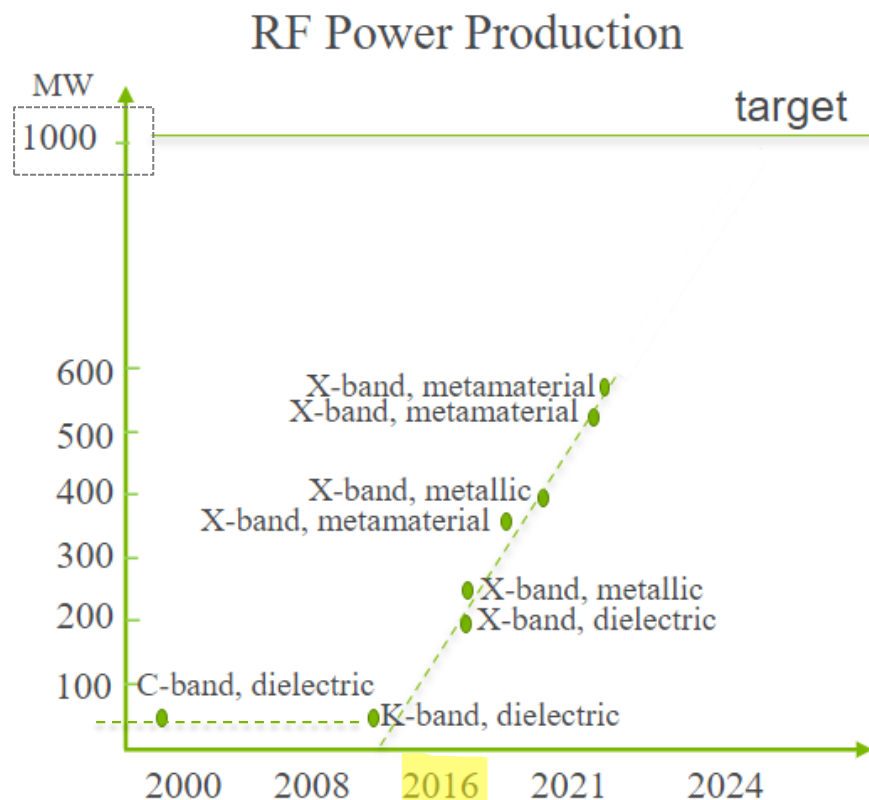 RF Power Production
MW
1000
target
600
X-band, metamaterial
X-band, metamaterial
500
400
X-band, metallic
X-band, metamaterial
300
X-band, metallic
200
X-band, dielectric
100
C-band, dielectric
K-band, dielectric
2000 2008 2016 2021 2024